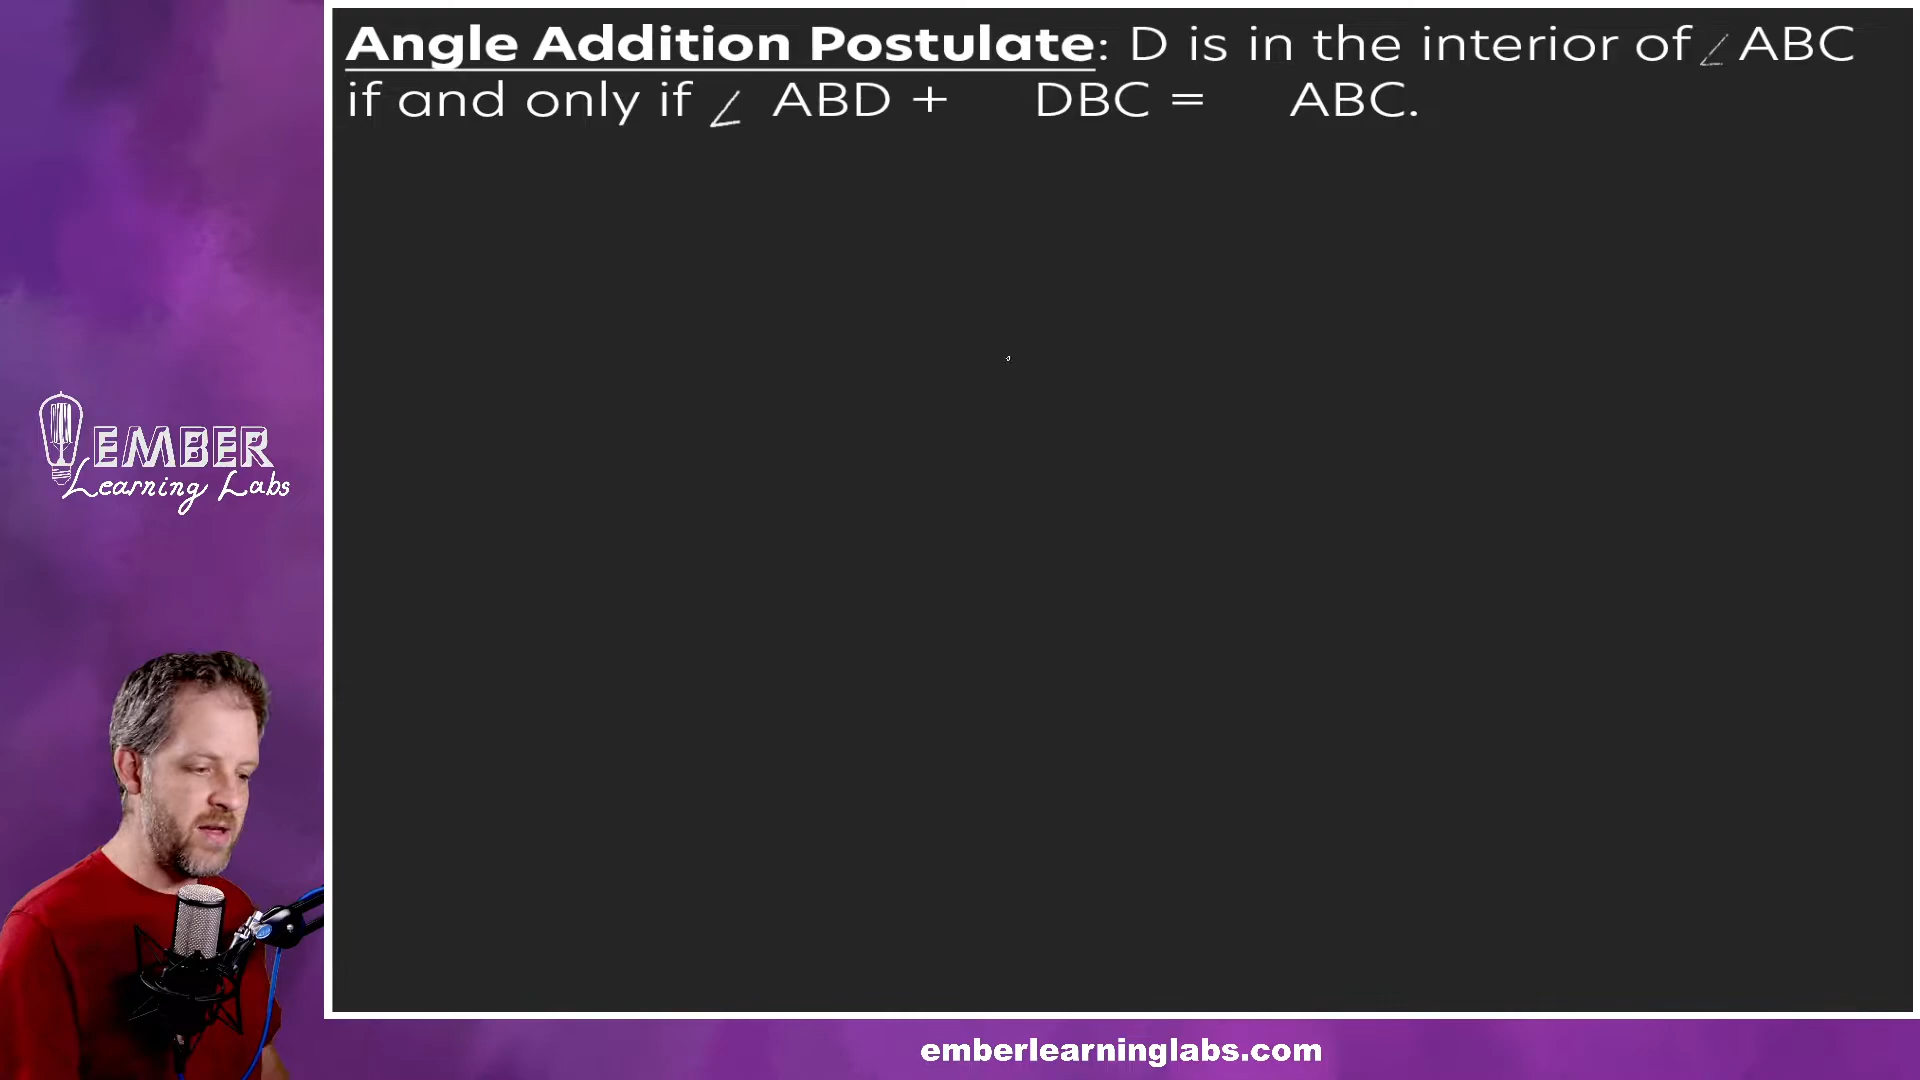 Angle Addition Postulate: D is in the interior of ∠ABC
if and only if ∠ ABD + DBC = ABC.
EMBER
Learning Labs
emberlearninglabs.com